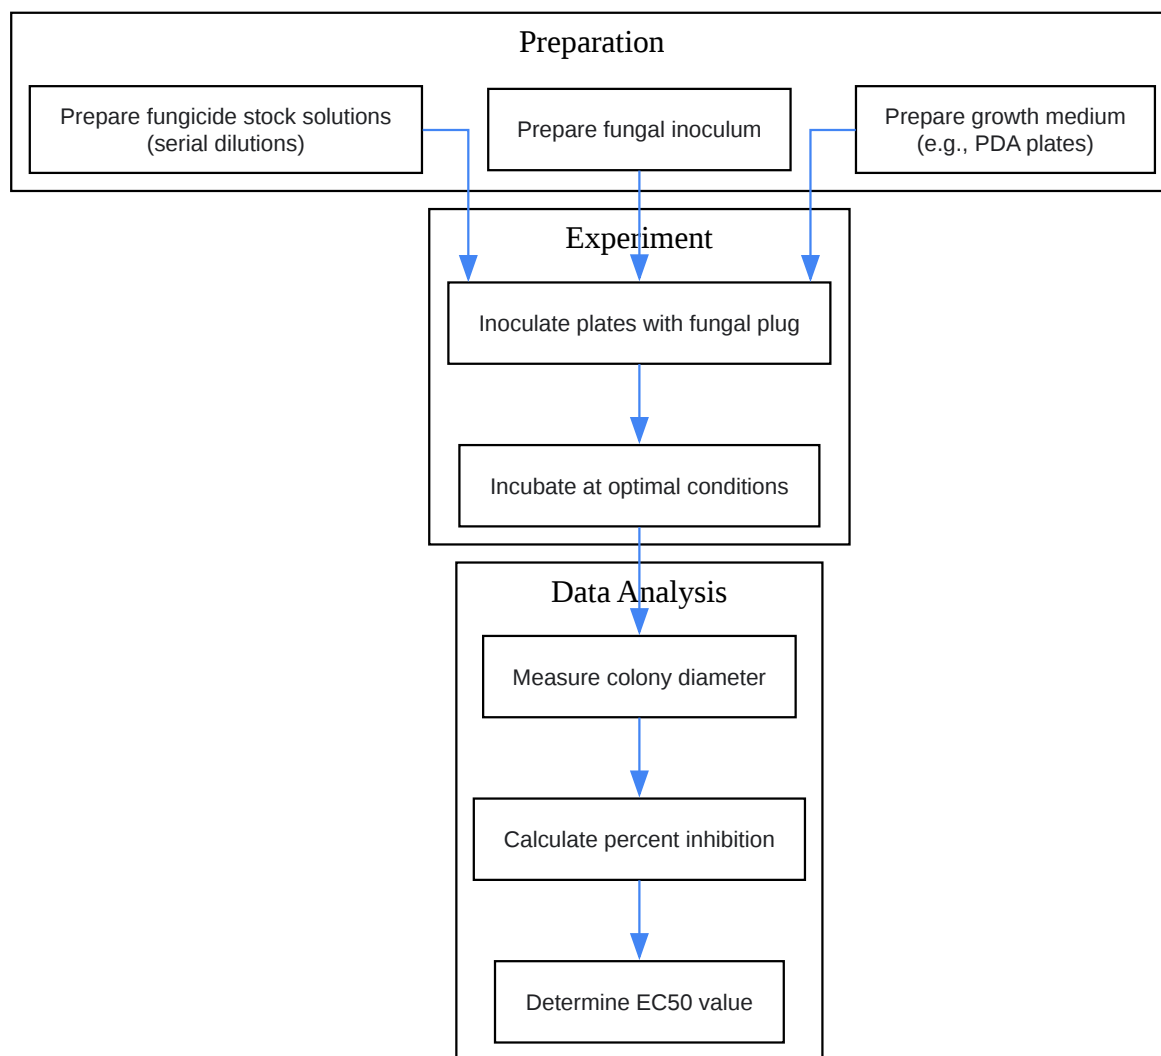 Preparation
Prepare fungicide stock solutions
(serial dilutions)
Prepare fungal inoculum
Prepare growth medium
(e.g., PDA plates)
Experiment
Inoculate plates with fungal plug
Incubate at optimal conditions
Data Analysis
Measure colony diameter
Calculate percent inhibition
Determine EC50 value